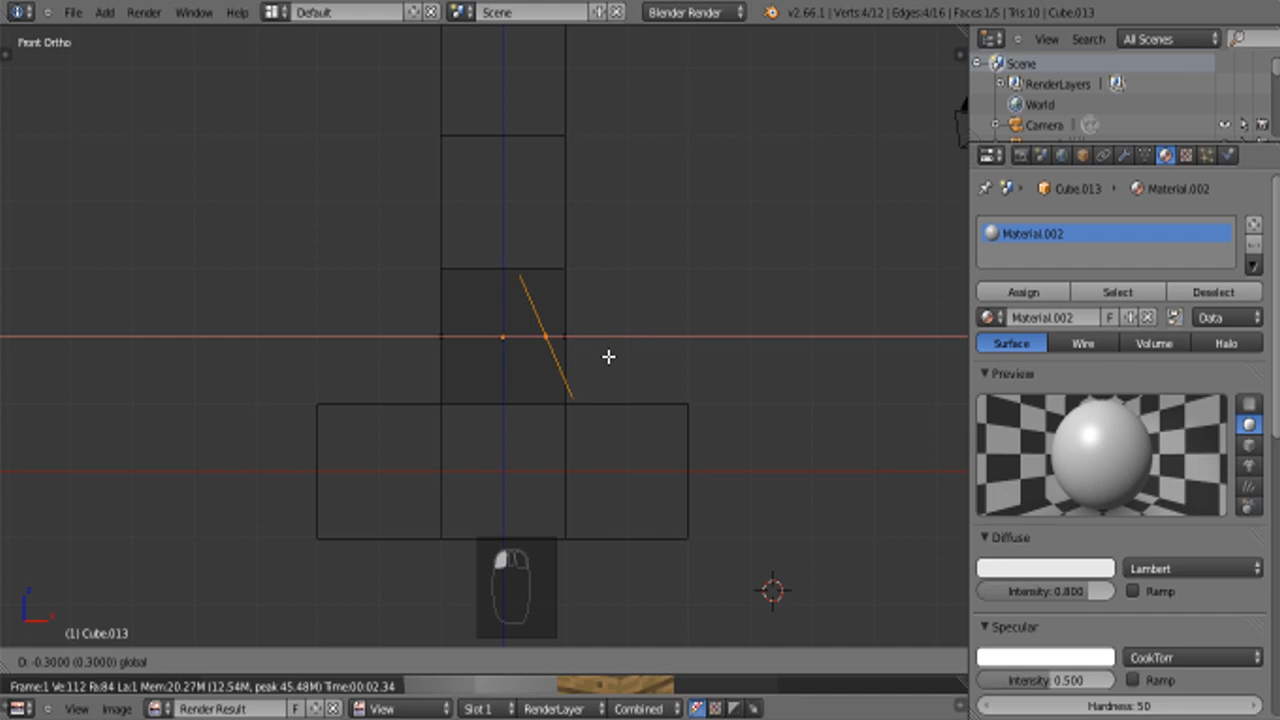 File Add Render Window Help Default Scene Blender Render v2.66.1 | Verts:4/12 | Edges:4/16 | Faces:1/5 | Tris:10 | Cube.013
Front Ortho
View Search All Scenes
Scene
RenderLayers
World
Camera
Cube.013 Material.002
Material.002
Assign Select Deselect
Material.002 F Data
Surface Wire Volume Halo
Preview
Diffuse
Lambert
Intensity: 0.800 Ramp
Specular
CookTorr
Intensity: 0.500 Ramp
Hardness: 50
z
x
(1) Cube.013
D: -0.3000 (0.3000) global
Frame:1 Ve:112 Fa:84 La:1 Mem:20.27M (12.54M, peak 45.48M) Time:00:02.34
View Image Render Result F View Slot 1 RenderLayer Combined